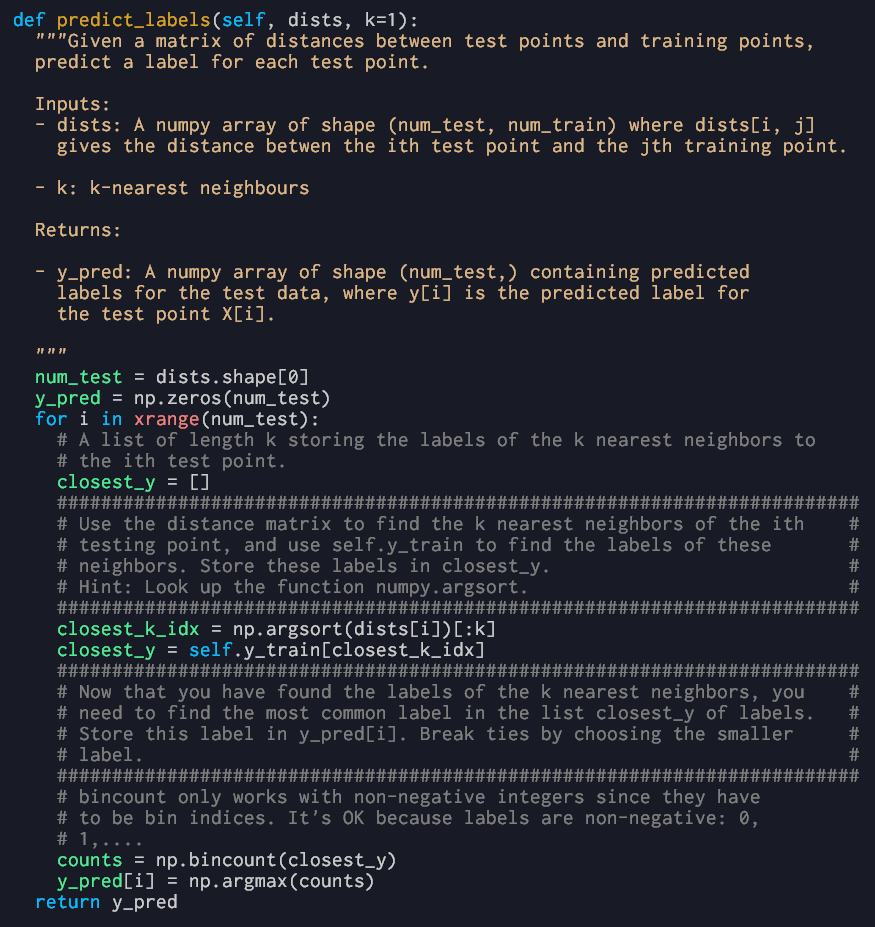 def predict_labels(self, dists, k=1):
  """Given a matrix of distances between test points and training points,
  predict a label for each test point.

  Inputs:
  - dists: A numpy array of shape (num_test, num_train) where dists[i, j]
    gives the distance betwen the ith test point and the jth training point.

  - k: k-nearest neighbours

  Returns:

  - y_pred: A numpy array of shape (num_test,) containing predicted
    labels for the test data, where y[i] is the predicted label for
    the test point X[i].

  """
  num_test = dists.shape[0]
  y_pred = np.zeros(num_test)
  for i in xrange(num_test):
    # A list of length k storing the labels of the k nearest neighbors to
    # the ith test point.
    closest_y = []
    #########################################################################
    # Use the distance matrix to find the k nearest neighbors of the ith    #
    # testing point, and use self.y_train to find the labels of these       #
    # neighbors. Store these labels in closest_y.                           #
    # Hint: Look up the function numpy.argsort.                             #
    #########################################################################
    closest_k_idx = np.argsort(dists[i])[:k]
    closest_y = self.y_train[closest_k_idx]
    #########################################################################
    # Now that you have found the labels of the k nearest neighbors, you    #
    # need to find the most common label in the list closest_y of labels.   #
    # Store this label in y_pred[i]. Break ties by choosing the smaller     #
    # label.                                                                #
    #########################################################################
    # bincount only works with non-negative integers since they have
    # to be bin indices. It's OK because labels are non-negative: 0,
    # 1,....
    counts = np.bincount(closest_y)
    y_pred[i] = np.argmax(counts)
  return y_pred